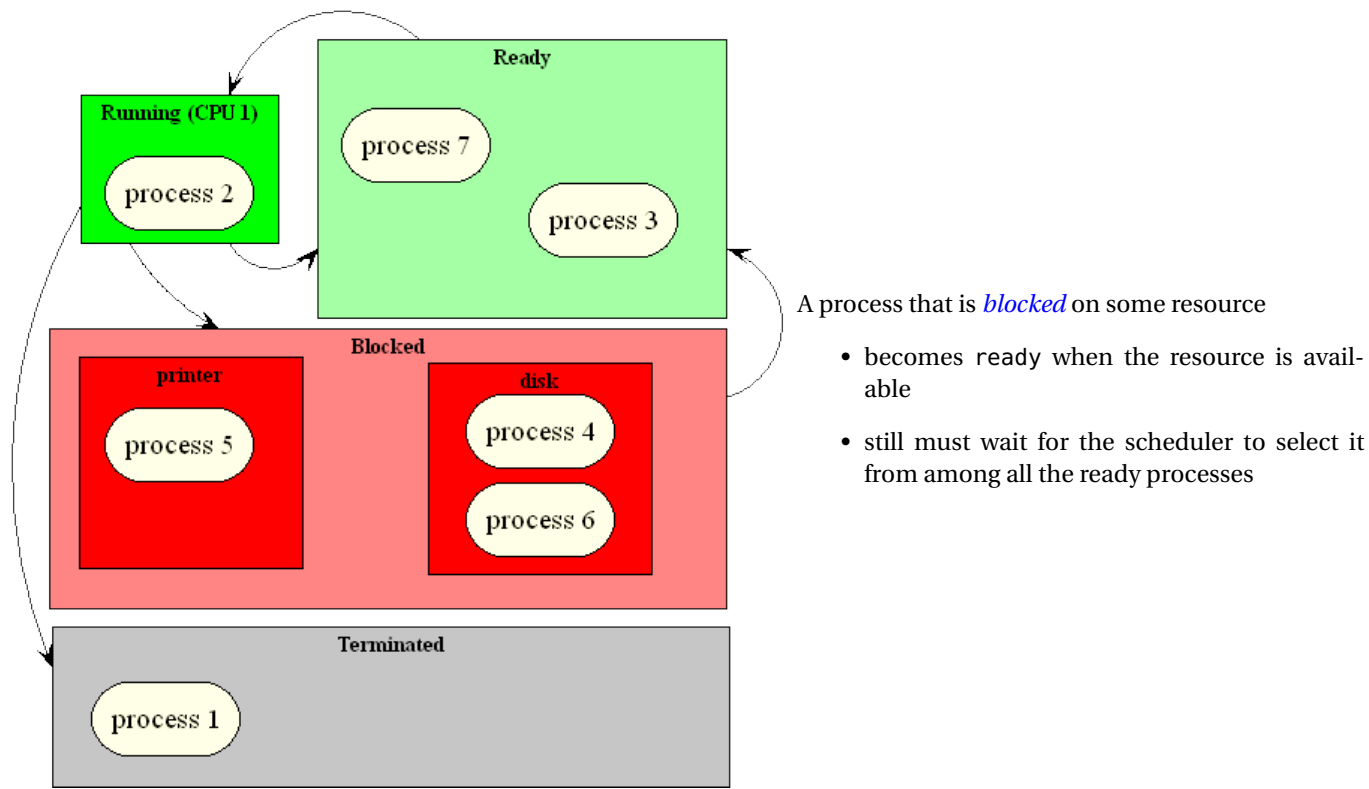 Ready
Running (CPU 1)
process 7
process 2
process 3
A process that is blocked on some resource
• becomes ready when the resource is avail-
able
• still must wait for the scheduler to select it
from among all the ready processes
Blocked
printer
disk
process 5
process 4
process 6
Terminated
process 1